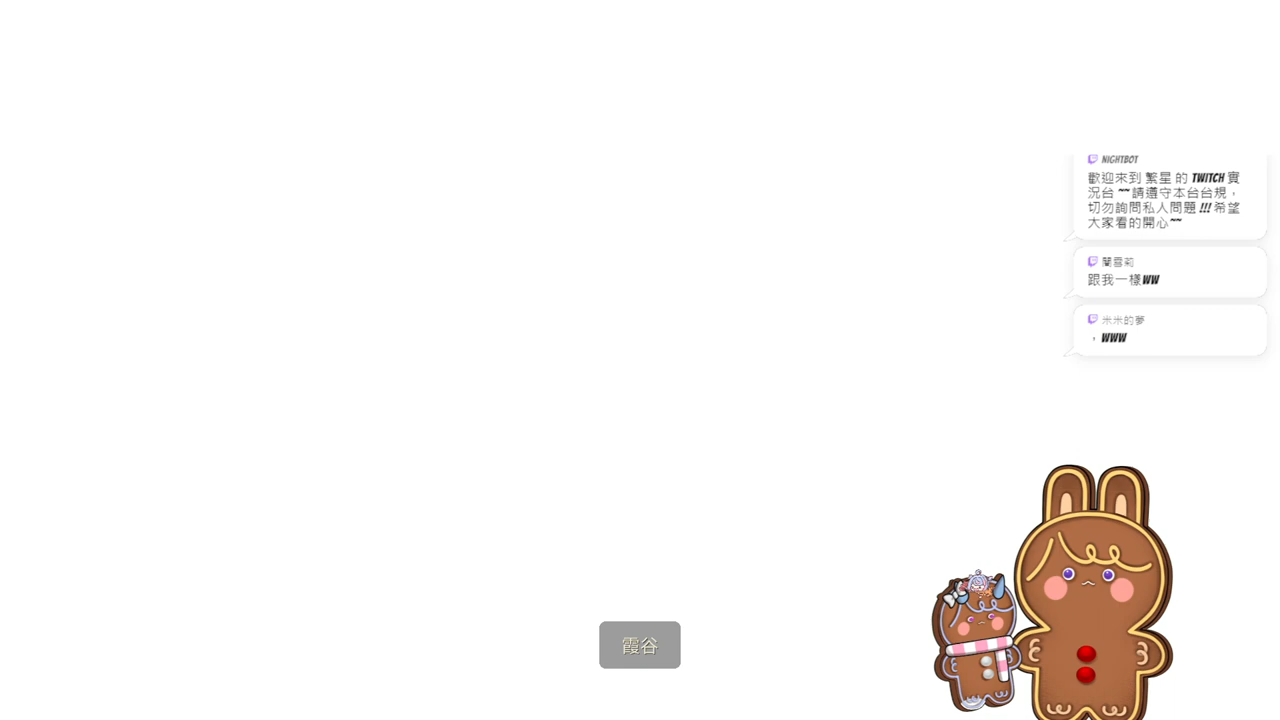 NIGHTBOT
歡迎來到 繁星 的 TWITCH 實
況台 ~~ 請遵守本台台規，
切勿詢問私人問題 !!! 希望
大家看的開心 ~~
蘭雪莉
跟我一樣WW
米米的夢
，WWW
霞谷